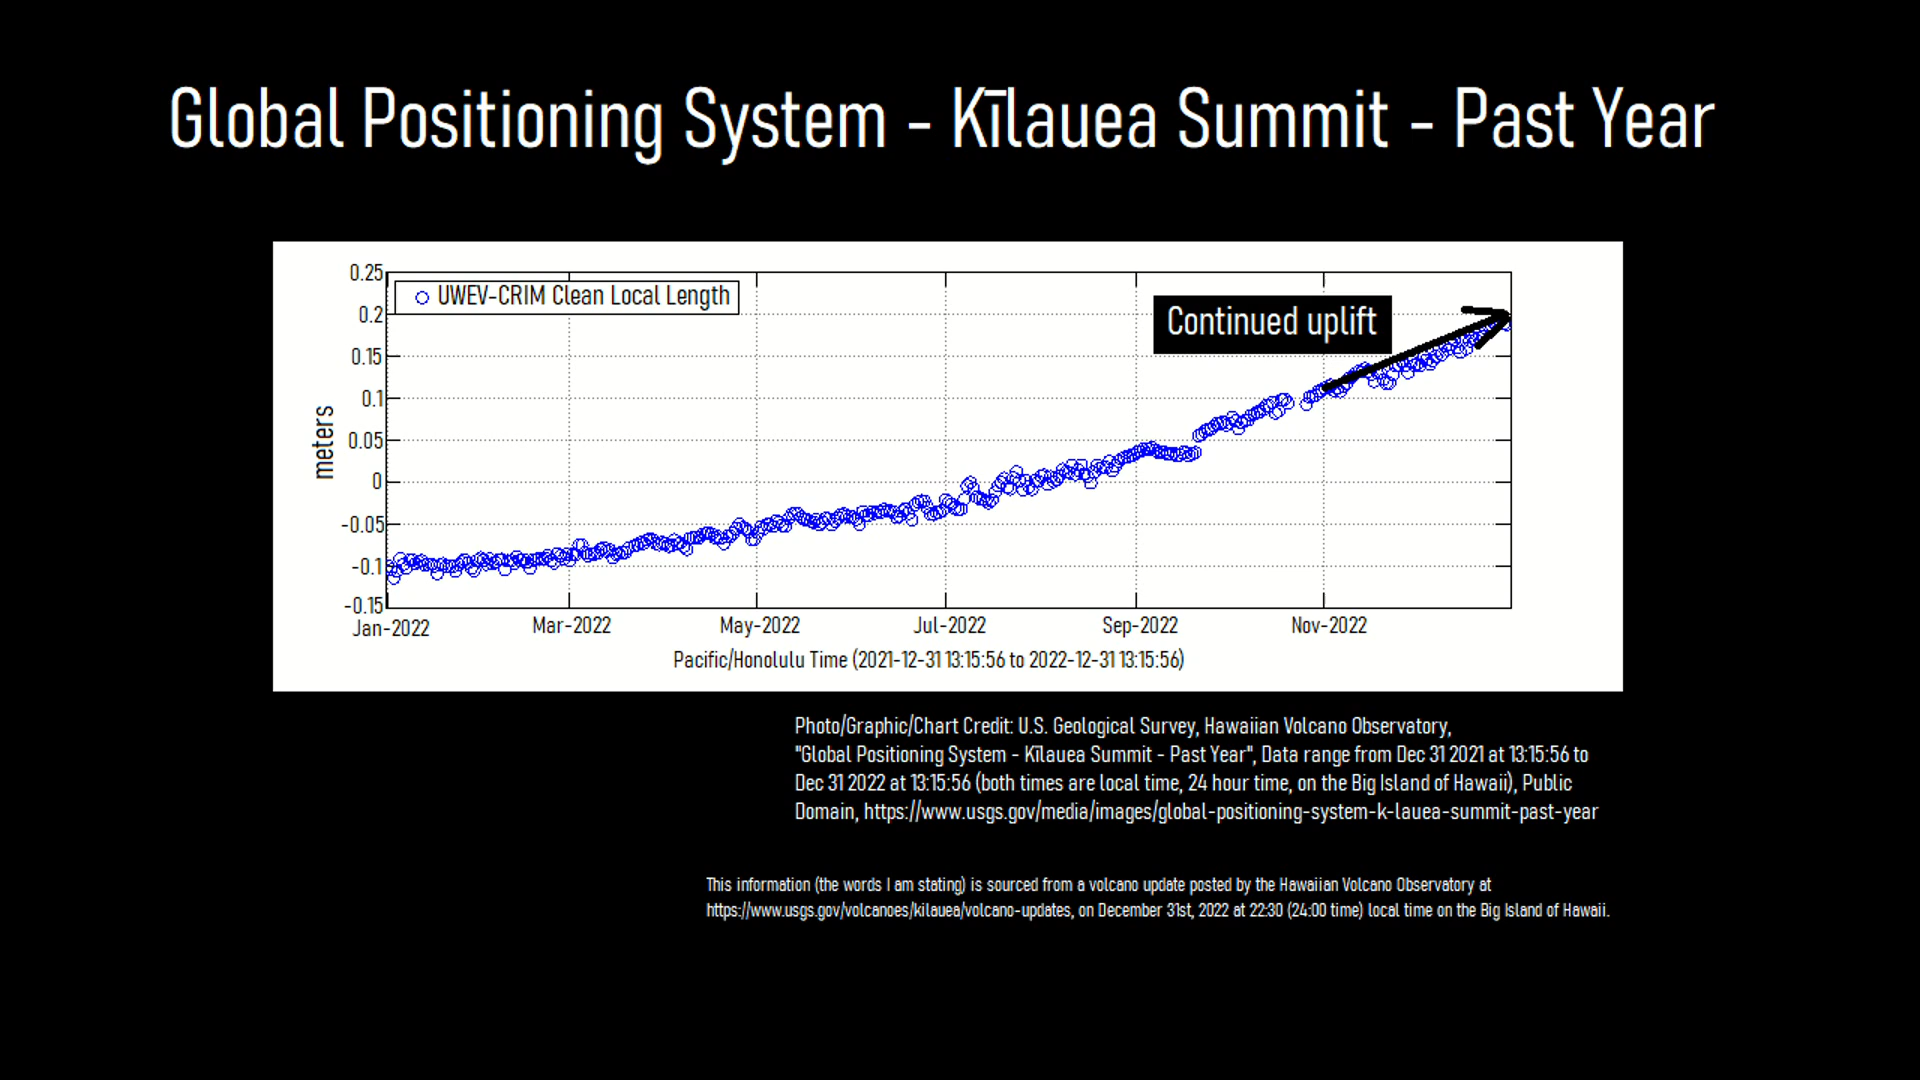 Global Positioning System - Kīlauea Summit - Past Year
0.25
0.2
0.15
0.1
0.05
0
-0.05
-0.1
-0.15
meters
UWEV-CRIM Clean Local Length
Continued uplift
Jan-2022 Mar-2022 May-2022 Jul-2022 Sep-2022 Nov-2022
Pacific/Honolulu Time (2021-12-31 13:15:56 to 2022-12-31 13:15:56)
Photo/Graphic/Chart Credit: U.S. Geological Survey, Hawaiian Volcano Observatory,
"Global Positioning System - Kīlauea Summit - Past Year", Data range from Dec 31 2021 at 13:15:56 to
Dec 31 2022 at 13:15:56 (both times are local time, 24 hour time, on the Big Island of Hawaii), Public
Domain, https://www.usgs.gov/media/images/global-positioning-system-k-lauea-summit-past-year
This information (the words I am stating) is sourced from a volcano update posted by the Hawaiian Volcano Observatory at
https://www.usgs.gov/volcanoes/kilauea/volcano-updates, on December 31st, 2022 at 22:30 (24:00 time) local time on the Big Island of Hawaii.